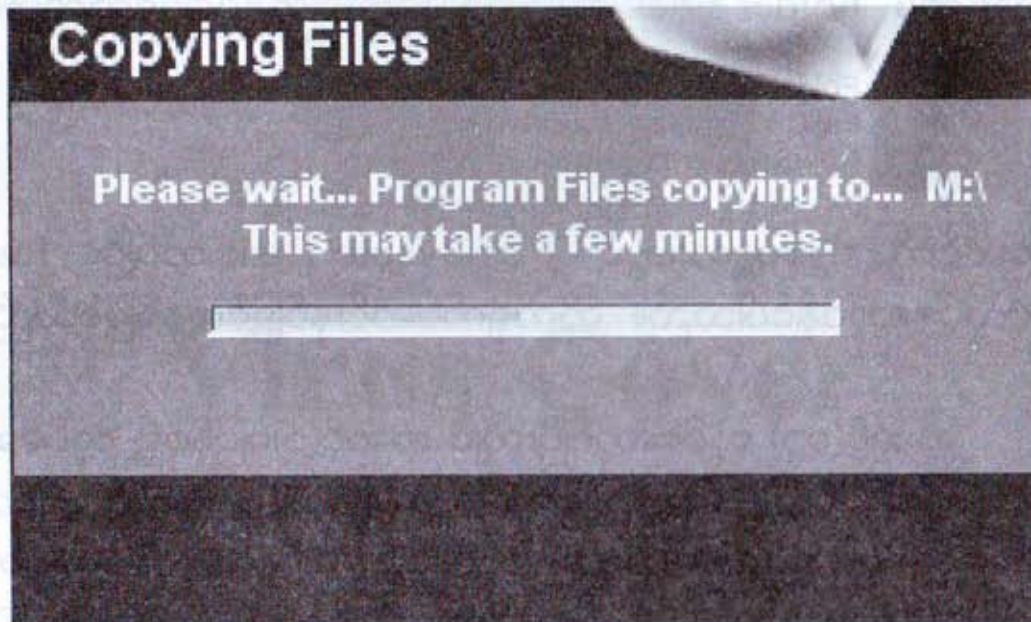 Copying Files
Please wait... Program Files copying to... M:\
This may take a few minutes.